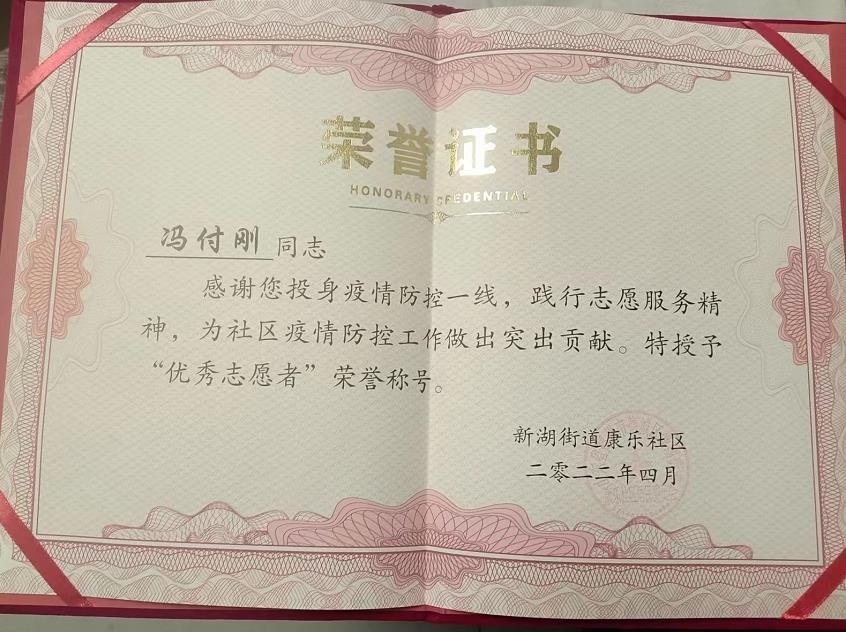 荣誉证书
HONORARY CREDENTIAL
冯付刚 同志
感谢您投身疫情防控一线，践行志愿服务精
神，为社区疫情防控工作做出突出贡献。特授予
“优秀志愿者”荣誉称号。
新湖街道康乐社区
二零二二年四月